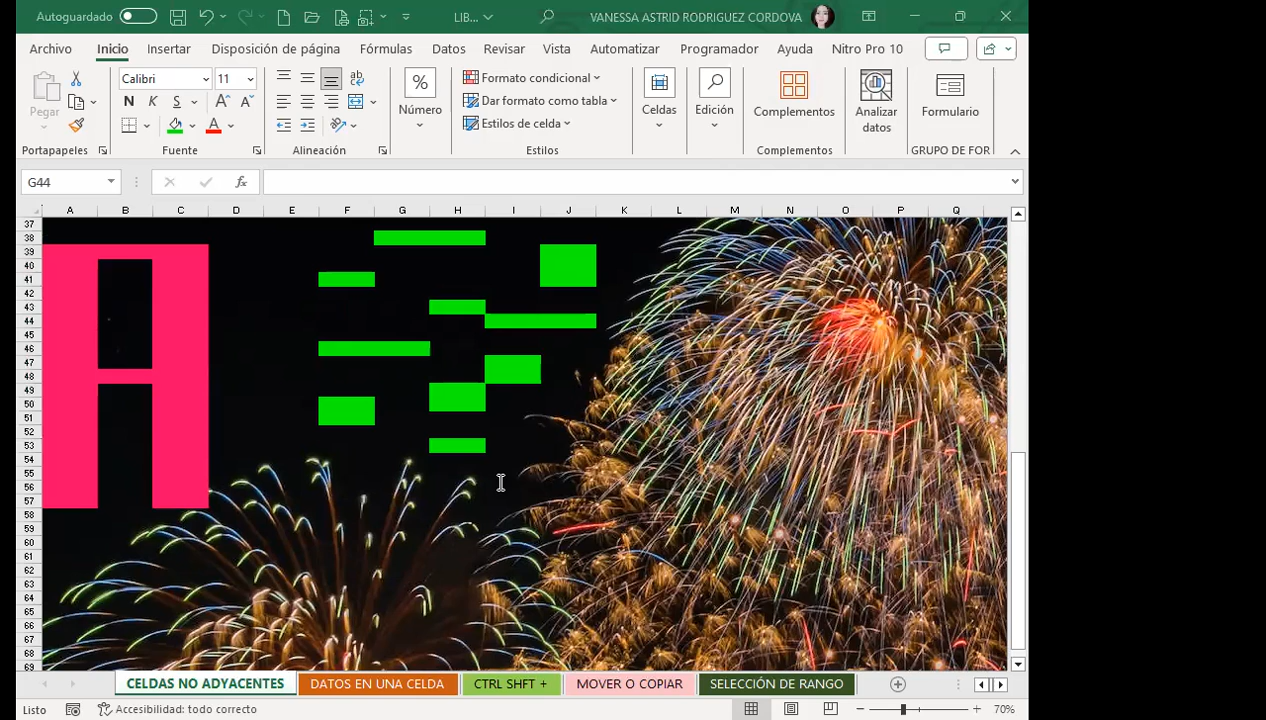 Autoguardado LIB... VANESSA ASTRID RODRIGUEZ CORDOVA
Archivo Inicio Insertar Disposición de página Fórmulas Datos Revisar Vista Automatizar Programador Ayuda Nitro Pro 10
Pegar
Portapapeles
Calibri 11
N K S A A
A
Fuente
ab
Alineación
%
Número
Formato condicional
Dar formato como tabla
Estilos de celda
Estilos
Celdas
Edición
Complementos
Complementos
Analizar
datos
Formulario
GRUPO DE FOR
G44 fx
A B C D E F G H I J K L M N O P Q
37
38
39
40
41
42
43
44
45
46
47
48
49
50
51
52
53
54
55
56
57
58
59
60
61
62
63
64
65
66
67
68
69
CELDAS NO ADYACENTES DATOS EN UNA CELDA CTRL SHFT + MOVER O COPIAR SELECCIÓN DE RANGO
Listo Accesibilidad: todo correcto 70%